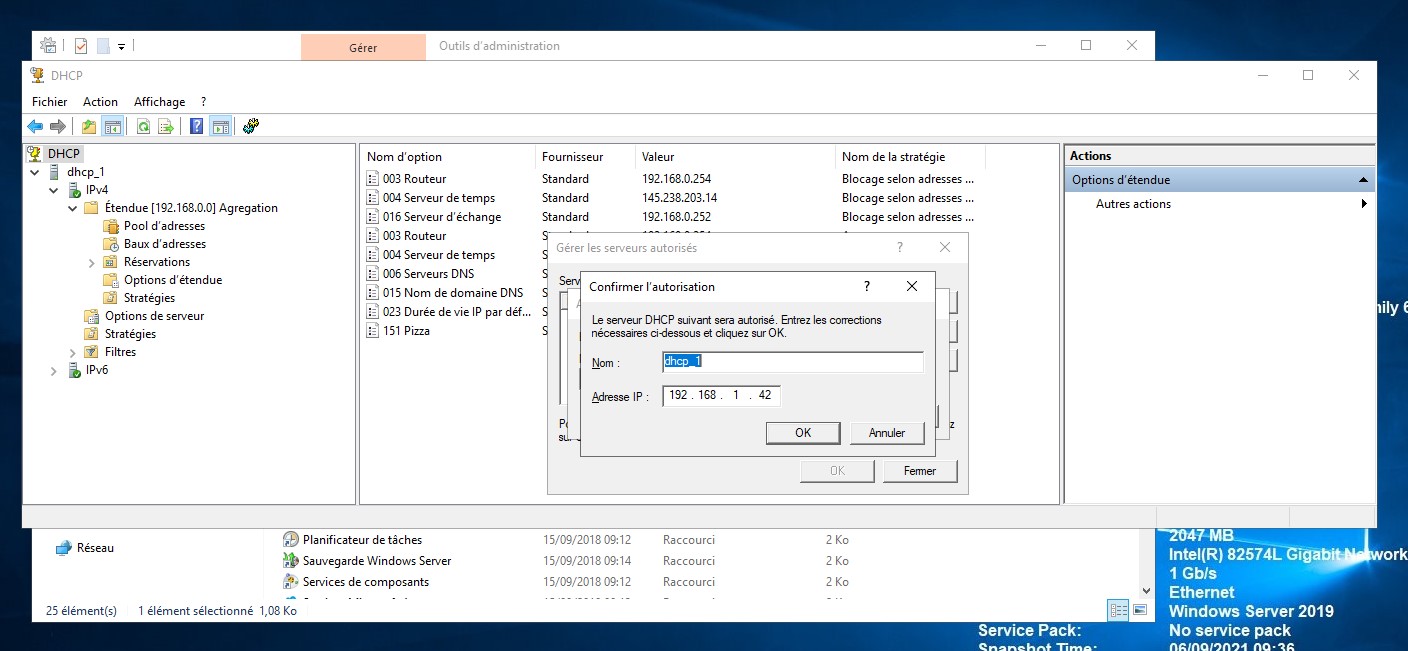 Gérer
Outils d'administration
DHCP
Fichier Action Affichage ?
DHCP
dhcp_1
IPv4
Étendue [192.168.0.0] Agregation
Pool d'adresses
Baux d'adresses
Réservations
Options d'étendue
Stratégies
Options de serveur
Stratégies
Filtres
IPv6
Nom d'option Fournisseur Valeur Nom de la stratégie
003 Routeur Standard 192.168.0.254 Blocage selon adresses ...
004 Serveur de temps Standard 145.238.203.14 Blocage selon adresses ...
016 Serveur d'échange Standard 192.168.0.252 Blocage selon adresses ...
003 Routeur
004 Serveur de temps
006 Serveurs DNS
015 Nom de domaine DNS
023 Durée de vie IP par déf...
151 Pizza
Actions
Options d'étendue
Autres actions
Gérer les serveurs autorisés
?
Confirmer l'autorisation
?
Le serveur DHCP suivant sera autorisé. Entrez les corrections
nécessaires ci-dessous et cliquez sur OK.
Nom : dhcp_1
Adresse IP : 192 . 168 . 1 . 42
OK Annuler
OK Fermer
Réseau
Planificateur de tâches 15/09/2018 09:12 Raccourci 2 Ko
Sauvegarde Windows Server 15/09/2018 09:14 Raccourci 2 Ko
Services de composants 15/09/2018 09:12 Raccourci 2 Ko
25 élément(s) 1 élément sélectionné 1,08 Ko
2047 MB
Intel(R) 82574L Gigabit Network
1 Gb/s
Ethernet
Windows Server 2019
Service Pack: No service pack
Snapshot Time: 06/09/2021 09:36